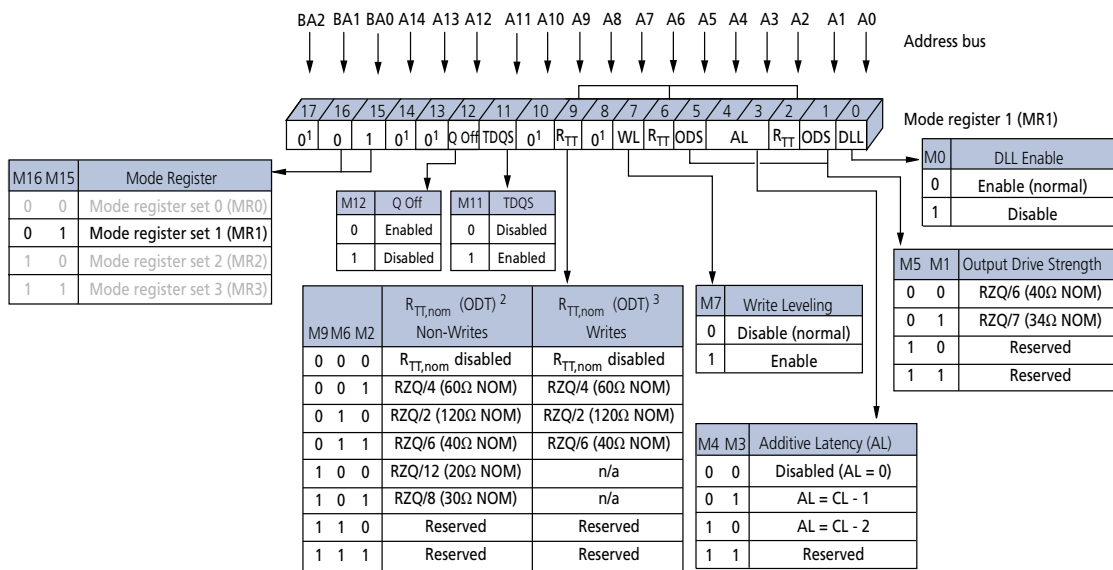 BA2 BA1 BA0 A14 A13 A12 A11 A10 A9 A8 A7 A6 A5 A4 A3 A2 A1 A0
Address bus
17 16 15 14 13 12 11 10 9 8 7 6 5 4 3 2 1 0
0¹ 0 1 0¹ 0¹ Q Off TDQS 0¹ RTT 0¹ WL RTT ODS AL RTT ODS DLL
Mode register 1 (MR1)
M16 M15 Mode Register
0 0 Mode register set 0 (MR0)
0 1 Mode register set 1 (MR1)
1 0 Mode register set 2 (MR2)
1 1 Mode register set 3 (MR3)
M12 Q Off
0 Enabled
1 Disabled
M11 TDQS
0 Disabled
1 Enabled
M0 DLL Enable
0 Enable (normal)
1 Disable
M5 M1 Output Drive Strength
0 0 RZQ/6 (40Ω NOM)
0 1 RZQ/7 (34Ω NOM)
1 0 Reserved
1 1 Reserved
M9 M6 M2 RTT,nom (ODT) ² Non-Writes RTT,nom (ODT) ³ Writes
0 0 0 RTT,nom disabled RTT,nom disabled
0 0 1 RZQ/4 (60Ω NOM) RZQ/4 (60Ω NOM)
0 1 0 RZQ/2 (120Ω NOM) RZQ/2 (120Ω NOM)
0 1 1 RZQ/6 (40Ω NOM) RZQ/6 (40Ω NOM)
1 0 0 RZQ/12 (20Ω NOM) n/a
1 0 1 RZQ/8 (30Ω NOM) n/a
1 1 0 Reserved Reserved
1 1 1 Reserved Reserved
M7 Write Leveling
0 Disable (normal)
1 Enable
M4 M3 Additive Latency (AL)
0 0 Disabled (AL = 0)
0 1 AL = CL - 1
1 0 AL = CL - 2
1 1 Reserved